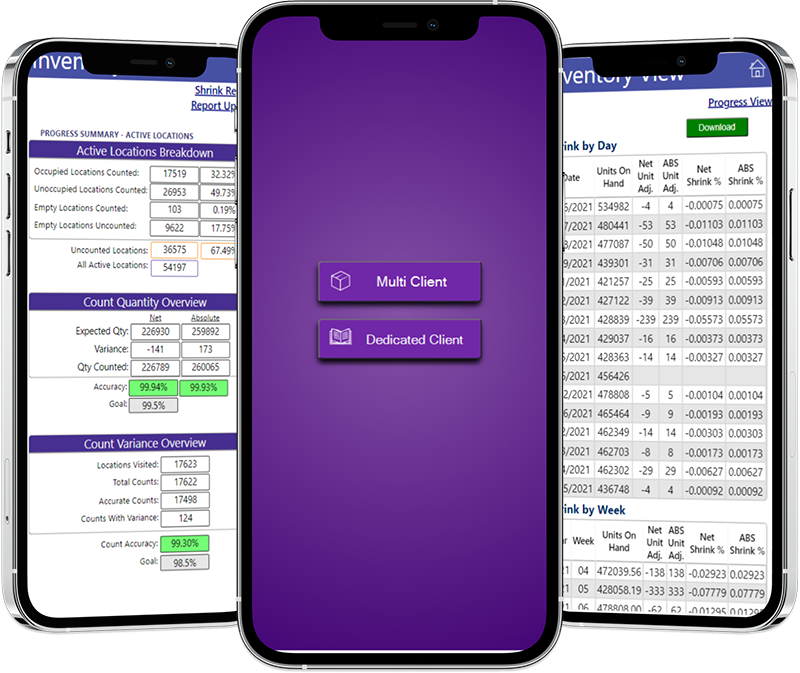 Inventory
Shrink Re
Report Up
PROGRESS SUMMARY - ACTIVE LOCATIONS
Active Locations Breakdown
Occupied Locations Counted: 17519 32.32%
Unoccupied Locations Counted: 26953 49.73%
Empty Locations Counted: 103 0.19%
Empty Locations Uncounted: 9622 17.75%
Uncounted Locations: 36575 67.49%
All Active Locations: 54197
Count Quantity Overview
Net Absolute
Expected Qty: 226930 259892
Variance: -141 173
Qty Counted: 226789 260065
Accuracy: 99.94% 99.93%
Goal: 99.5%
Count Variance Overview
Locations Visited: 17623
Total Counts: 17622
Accurate Counts: 17498
Counts With Variance: 124
Count Accuracy: 99.30%
Goal: 98.5%
Multi Client
Dedicated Client
ventory View
Progress View
Download
rink by Day
Date Units On Hand Net Unit Adj. ABS Unit Adj. Net Shrink % ABS Shrink %
5/2021 534982 -4 4 -0.00075 0.00075
7/2021 480441 -53 53 -0.01103 0.01103
8/2021 477087 -50 50 -0.01048 0.01048
9/2021 439301 -31 31 -0.00706 0.00706
/2021 421257 -25 25 -0.00593 0.00593
2/2021 427122 -39 39 -0.00913 0.00913
3/2021 428839 -239 239 -0.05573 0.05573
4/2021 429037 -16 16 -0.00373 0.00373
5/2021 428363 -14 14 -0.00327 0.00327
5/2021 456426
2/2021 478808 -5 5 -0.00104 0.00104
6/2021 465464 -9 9 -0.00193 0.00193
/2021 462349 -14 14 -0.00303 0.00303
3/2021 462703 -8 8 -0.00173 0.00173
4/2021 462302 -29 29 -0.00627 0.00627
5/2021 436748 -4 4 -0.00092 0.00092
rink by Week
ar Week Units On Hand Net Unit Adj. ABS Unit Adj. Net Shrink % ABS Shrink %
21 04 472039.56 -138 138 -0.02923 0.02923
21 05 428058.19 -333 333 -0.07779 0.07779
21 06 478808.00 -62 62 -0.01295 0.01295